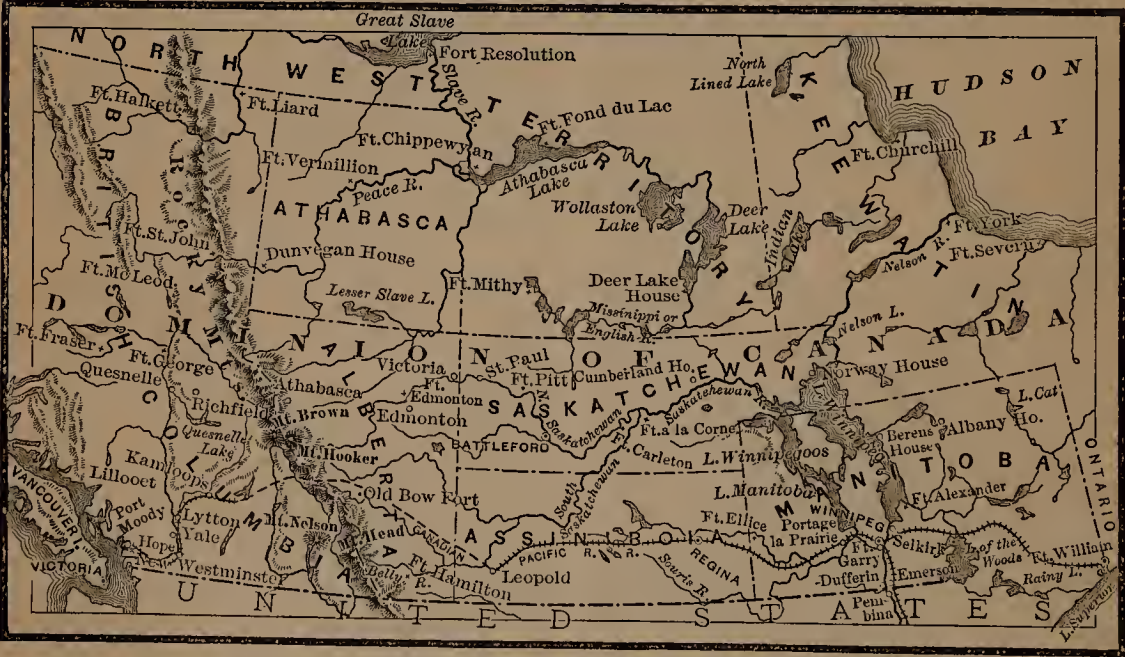 Great Slave
Lake
Fort Resolution
NORTH WEST TERRITORY
Slave R.
North
Lined Lake
KEEWATIN
HUDSON
BAY
Ft. Halkett
Ft. Liard
Ft. Chippewyan
Ft. Fond du Lac
Ft. Churchill
BRITISH
COLUMBIA
Rocky
Ft. Vermillion
Peace R.
Athabasca
Lake
Wollaston
Lake
Deer
Lake
Indian
Lake
ATHABASCA
Ft. St. John
Dunvegan House
Ft. York
Nelson R.
Ft. Severn
Ft. McLeod
Lesser Slave L.
Ft. Mithy
Deer Lake
House
Missinippi or
English R.
Nelson L.
DOMINION OF CANADA
Ft. Fraser
Ft. George
Quesnelle
Victoria
St. Paul
Ft. Pitt
Cumberland Ho.
Norway House
Athabasca
ALBERTA
Ft.
Edmonton
SASKATCHEWAN
N. Saskatchewan
Saskatchewan R.
L. Winnipeg
L. Cat
Richfield
Mt. Brown
Edmonton
Ft. a la Corne
Berens
House
Albany Ho.
Quesnelle
Lake
Mt. Hooker
BATTLEFORD
Carleton
L. Winnipegoos
MANITOBA
ONTARIO
Lillooet
Kamloops
Old Bow Fort
South
Saskatchewan
L. Manitoba
Ft. Alexander
VANCOUVER I.
Port
Moody
Lytton
Yale
Mt. Nelson
Mt. Head
CANADIAN
ASSINIBOIA
Ft. Ellice
Portage
la Prairie
WINNIPEG
Hope
PACIFIC R. R.
REGINA
Ft.
Garry
Selkirk
L. of the
Woods
Ft. William
VICTORIA
New Westminster
Belly
R.
Ft. Hamilton
Leopold
Souris R.
Dufferin
Emerson
Rainy L.
Pem-
bina
UNITED STATES
L. Superior